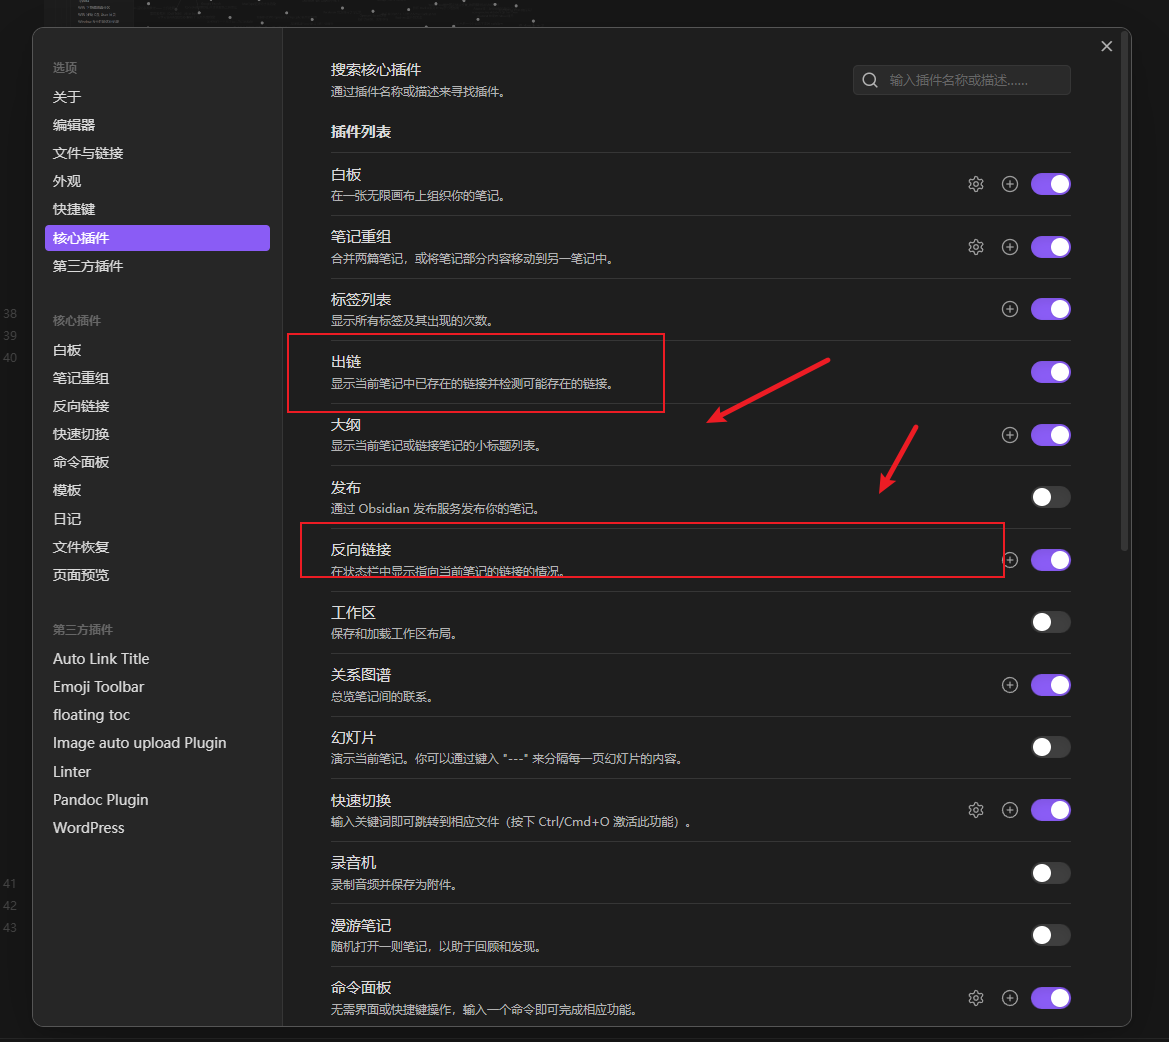 选项
关于
编辑器
文件与链接
外观
快捷键
核心插件
第三方插件
核心插件
白板
笔记重组
反向链接
快速切换
命令面板
模板
日记
文件恢复
页面预览
第三方插件
Auto Link Title
Emoji Toolbar
floating toc
Image auto upload Plugin
Linter
Pandoc Plugin
WordPress
38
39
40
41
42
43
搜索核心插件
通过插件名称或描述来寻找插件。
输入插件名称或描述......
插件列表
白板
在一张无限画布上组织你的笔记。
笔记重组
合并两篇笔记，或将笔记部分内容移动到另一笔记中。
标签列表
显示所有标签及其出现的次数。
出链
显示当前笔记中已存在的链接并检测可能存在的链接。
大纲
显示当前笔记或链接笔记的小标题列表。
发布
通过 Obsidian 发布服务发布你的笔记。
反向链接
在状态栏中显示指向当前笔记的链接的情况。
工作区
保存和加载工作区布局。
关系图谱
总览笔记间的联系。
幻灯片
演示当前笔记。你可以通过键入 "---" 来分隔每一页幻灯片的内容。
快速切换
输入关键词即可跳转到相应文件（按下 Ctrl/Cmd+O 激活此功能）。
录音机
录制音频并保存为附件。
漫游笔记
随机打开一则笔记，以助于回顾和发现。
命令面板
无需界面或快捷键操作，输入一个命令即可完成相应功能。